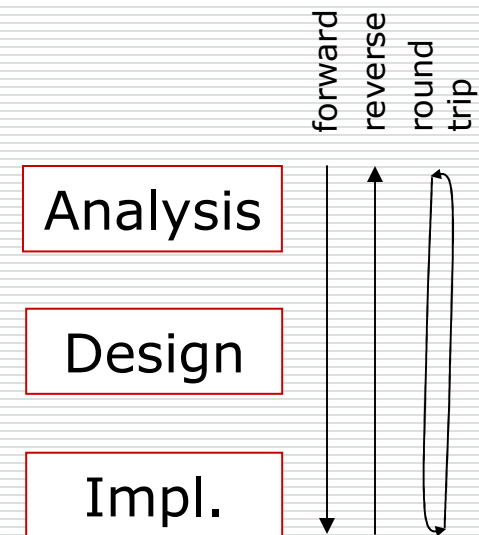 forward
reverse
round
trip
Analysis
Design
Impl.